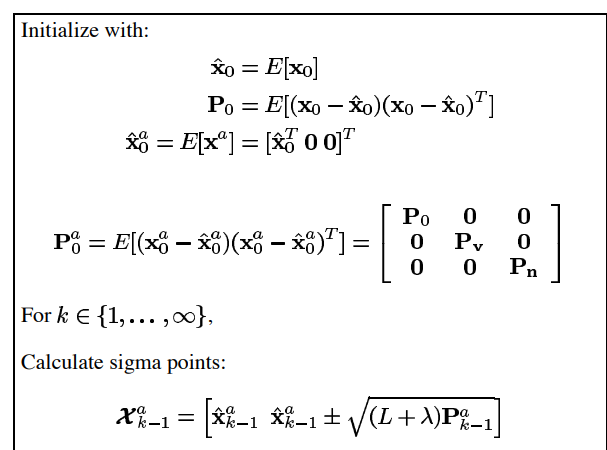 Initialize with:
x̂₀ = E[x₀]
P₀ = E[(x₀ − x̂₀)(x₀ − x̂₀)ᵀ]
x̂₀ᵃ = E[xᵃ] = [x̂₀ᵀ 0 0]ᵀ
P₀ᵃ = E[(x₀ᵃ − x̂₀ᵃ)(x₀ᵃ − x̂₀ᵃ)ᵀ] = [ P₀ 0 0
0 P_v 0
0 0 P_n ]
For k ∈ {1, . . . , ∞},
Calculate sigma points:
𝓧ᵃₖ₋₁ = [x̂ᵃₖ₋₁ x̂ᵃₖ₋₁ ± √((L + λ)Pᵃₖ₋₁)]